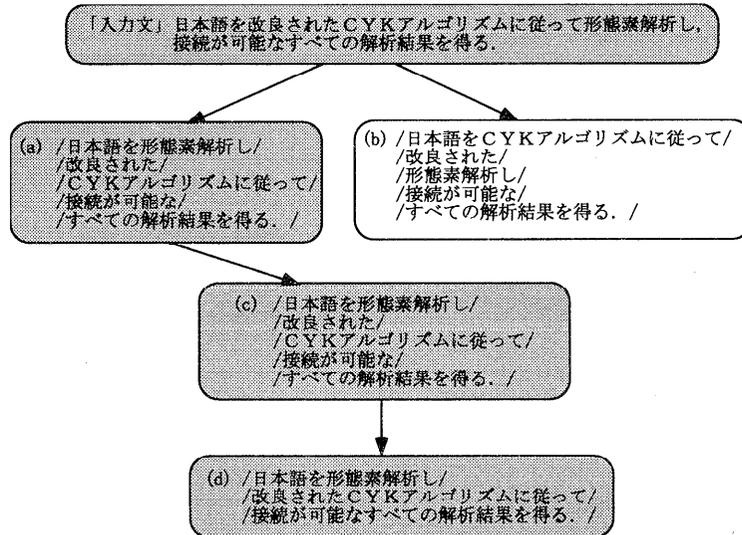 「入力文」日本語を改良されたCYKアルゴリズムに従って形態素解析し,
接続が可能なすべての解析結果を得る.
(a) /日本語を形態素解析し/
/改良された/
/CYKアルゴリズムに従って/
/接続が可能な/
/すべての解析結果を得る. /
(b) /日本語をCYKアルゴリズムに従って/
/改良された/
/形態素解析し/
/接続が可能な/
/すべての解析結果を得る. /
(c) /日本語を形態素解析し/
/改良された/
/CYKアルゴリズムに従って/
/接続が可能な/
/すべての解析結果を得る. /
(d) /日本語を形態素解析し/
/改良されたCYKアルゴリズムに従って/
/接続が可能なすべての解析結果を得る. /